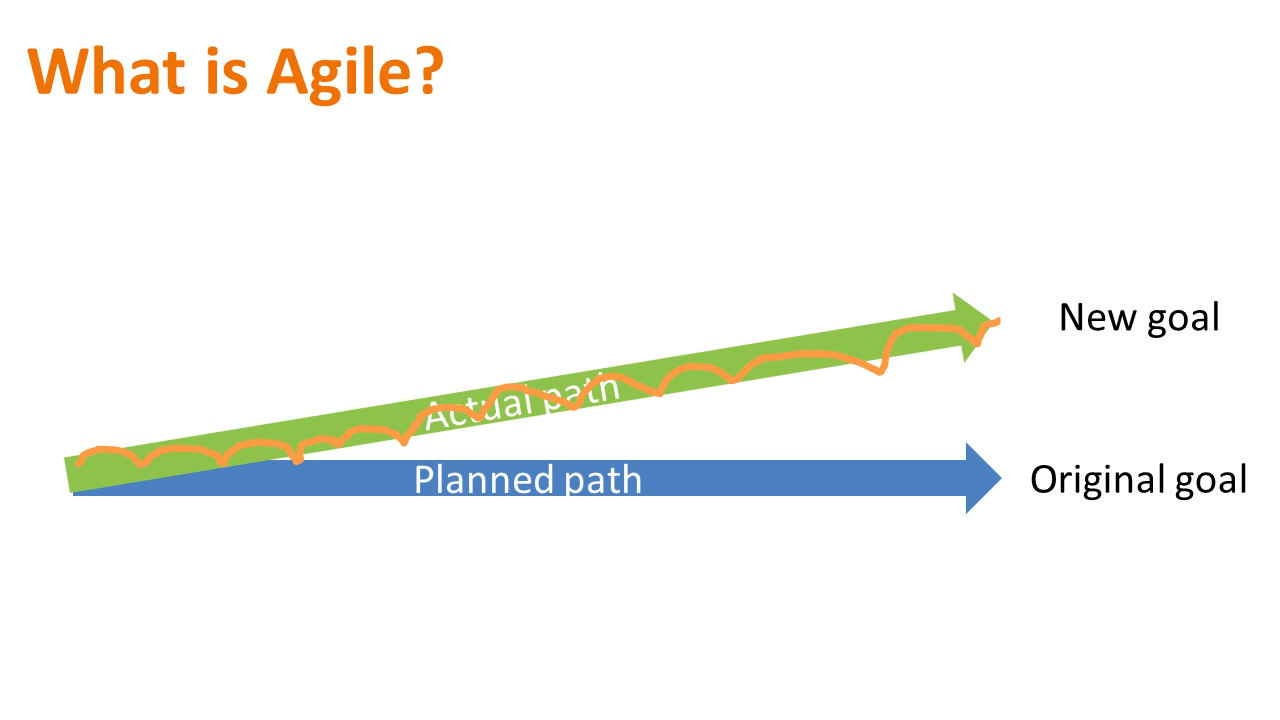 What is Agile?
New goal
Actual path
Planned path
Original goal